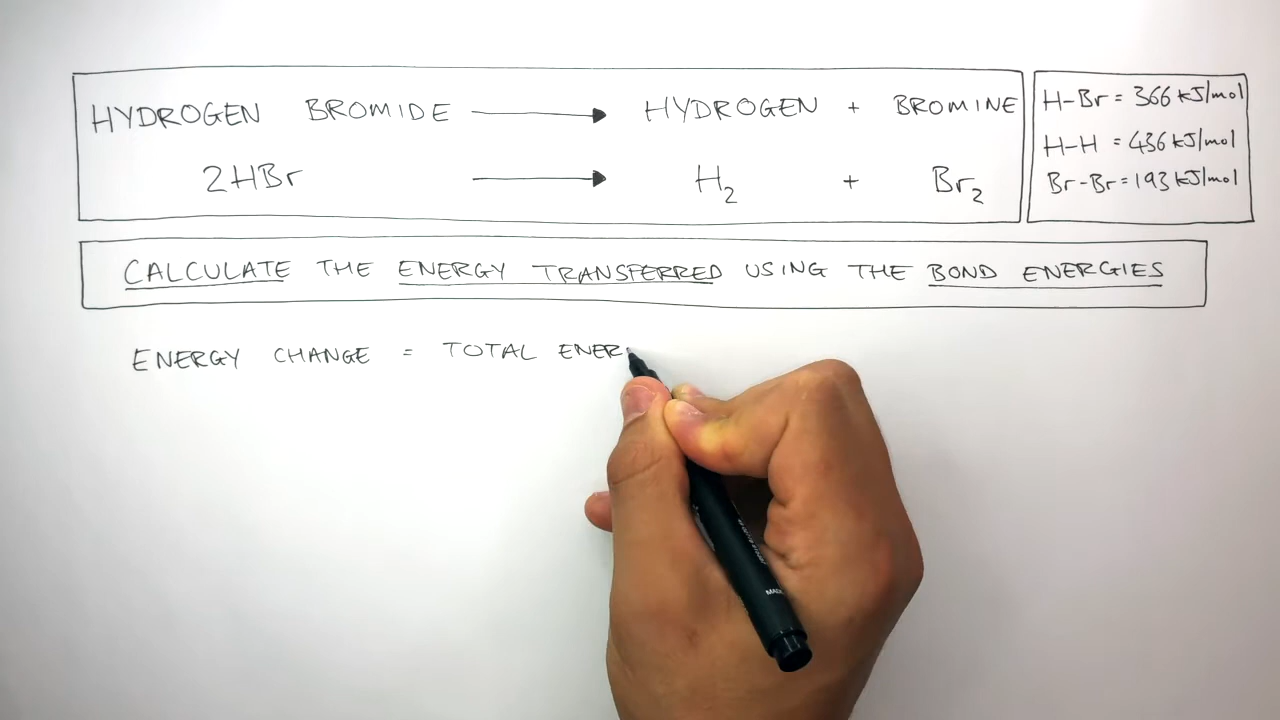 HYDROGEN BROMIDE → HYDROGEN + BROMINE
2HBr → H₂ + Br₂
H-Br = 366 kJ/mol
H-H = 436 kJ/mol
Br-Br = 193 kJ/mol
CALCULATE THE ENERGY TRANSFERRED USING THE BOND ENERGIES
ENERGY CHANGE = TOTAL ENER